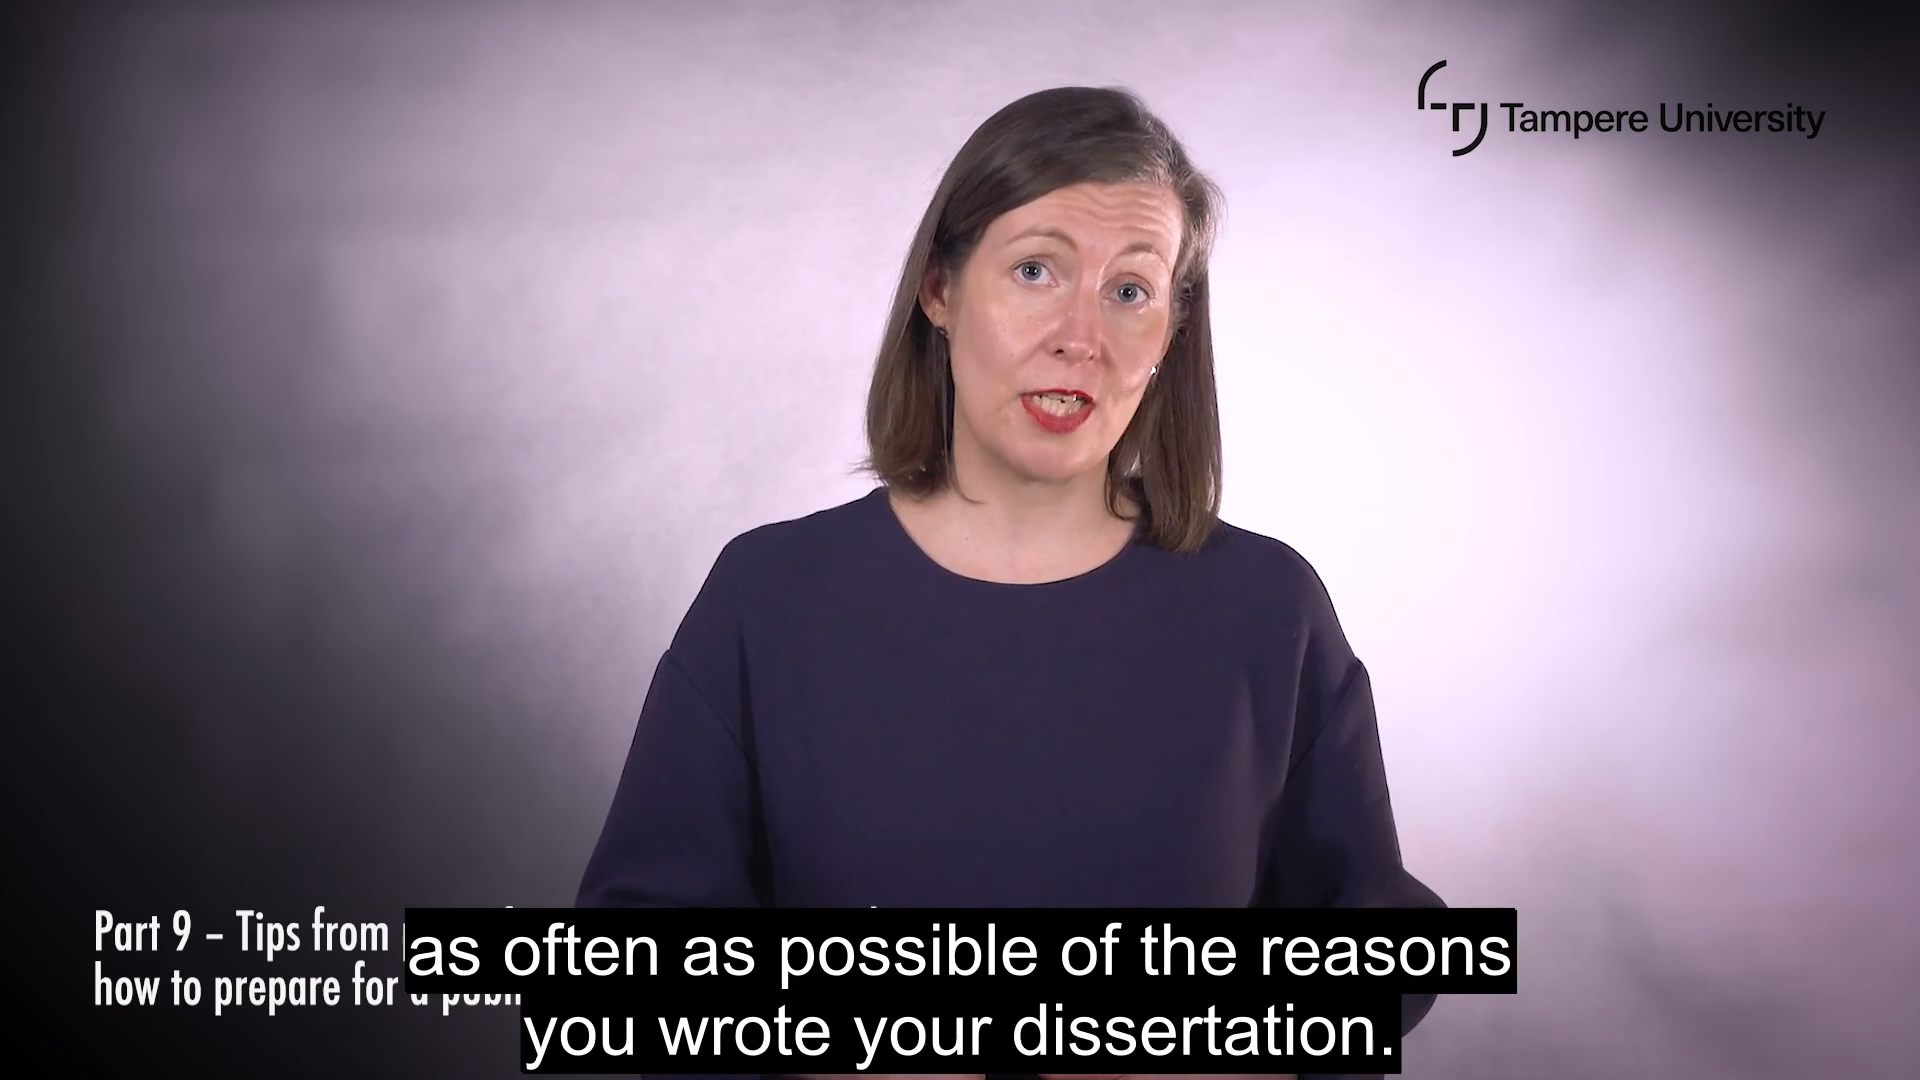 Tampere University
Part 9 – Tips from
how to prepare for a
as often as possible of the reasons
you wrote your dissertation.